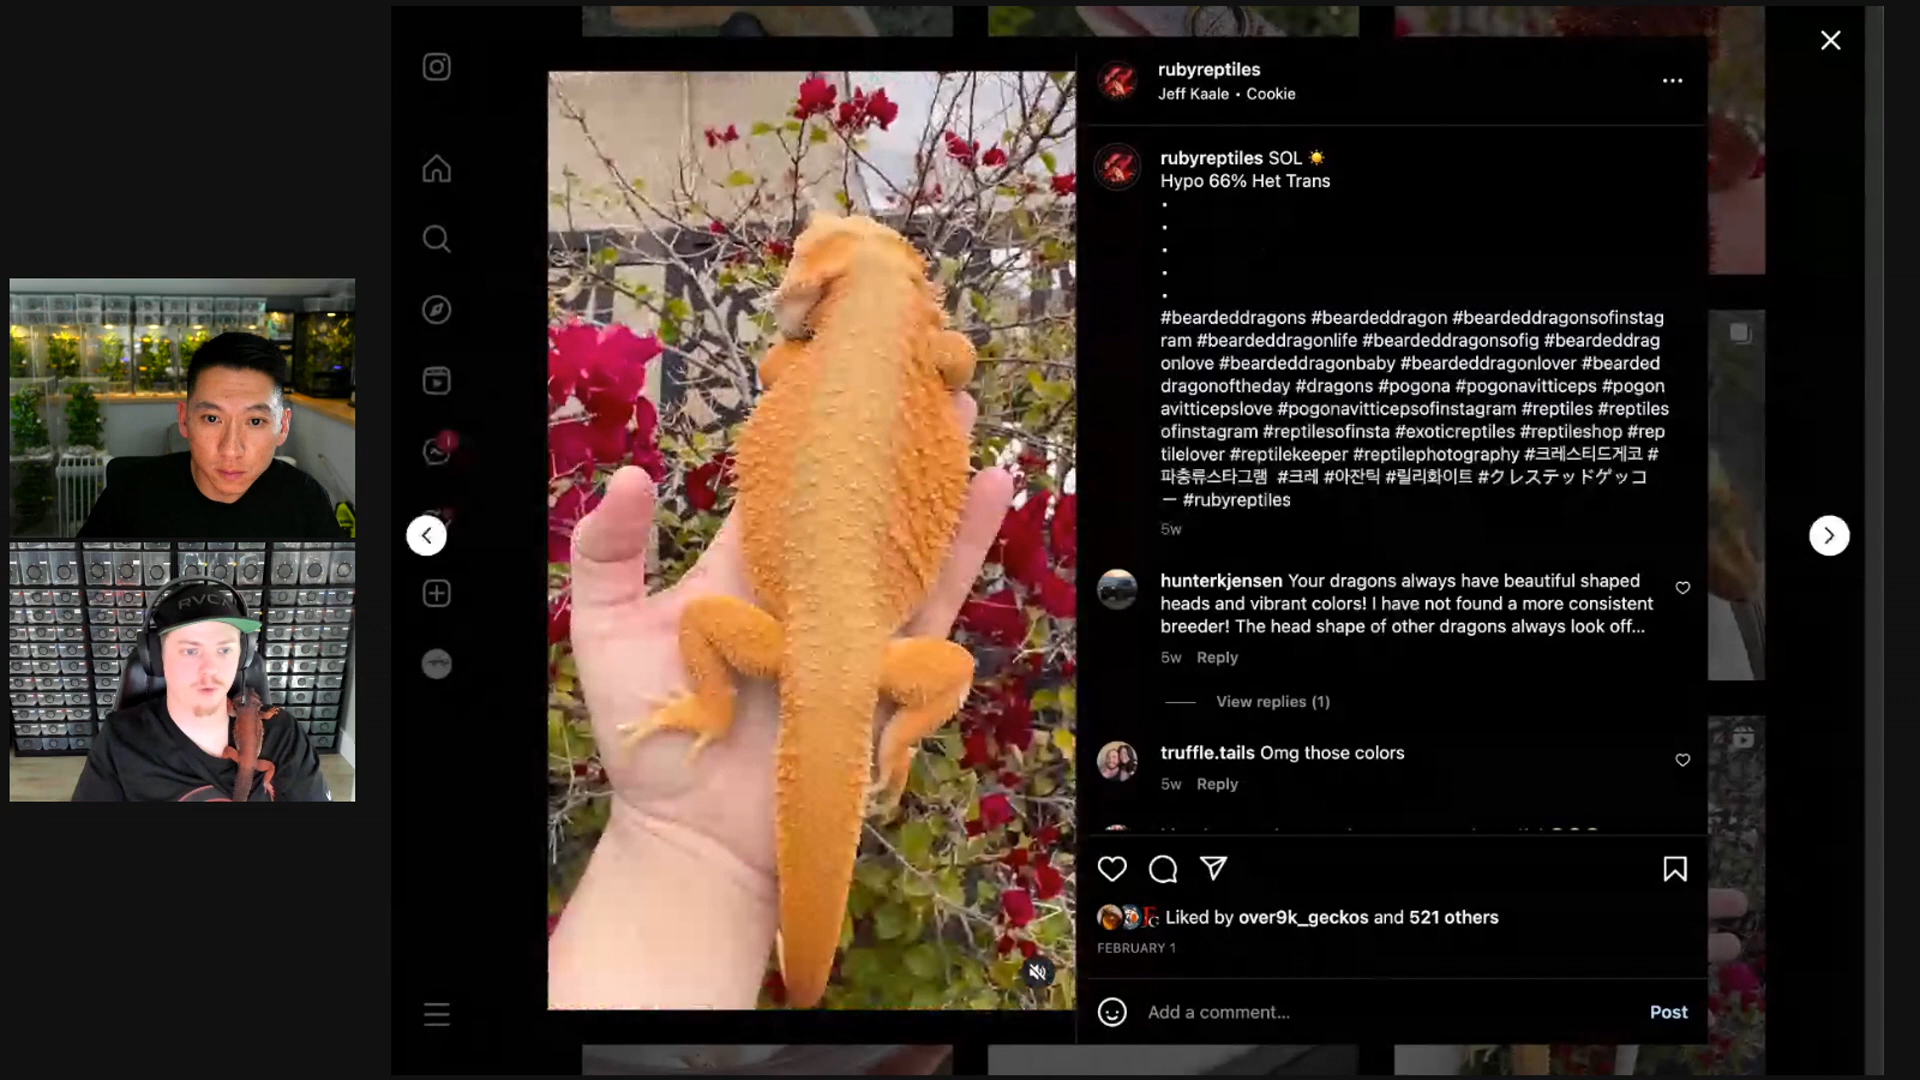 rubyreptiles
Jeff Kaale • Cookie
rubyreptiles SOL ☀️
Hypo 66% Het Trans
.
.
.
.
.
#beardeddragons #beardeddragon #beardeddragonsofinstag
ram #beardeddragonlife #beardeddragonsofig #beardeddrag
onlove #beardeddragonbaby #beardeddragonlover #bearded
dragonoftheday #dragons #pogona #pogonavitticeps #pogon
avitticepslove #pogonavitticepsofinstagram #reptiles #reptiles
ofinstagram #reptilesofinsta #exoticreptiles #reptileshop #rep
tilelover #reptilekeeper #reptilephotography #크레스티드게코 #
파충류스타그램 #크레 #아잔틱 #릴리화이트 #クレステッドゲッコ
ー #rubyreptiles
5w
hunterkjensen Your dragons always have beautiful shaped
heads and vibrant colors! I have not found a more consistent
breeder! The head shape of other dragons always look off...
5w Reply
View replies (1)
truffle.tails Omg those colors
5w Reply
Liked by over9k_geckos and 521 others
FEBRUARY 1
Add a comment...
Post
RVCA